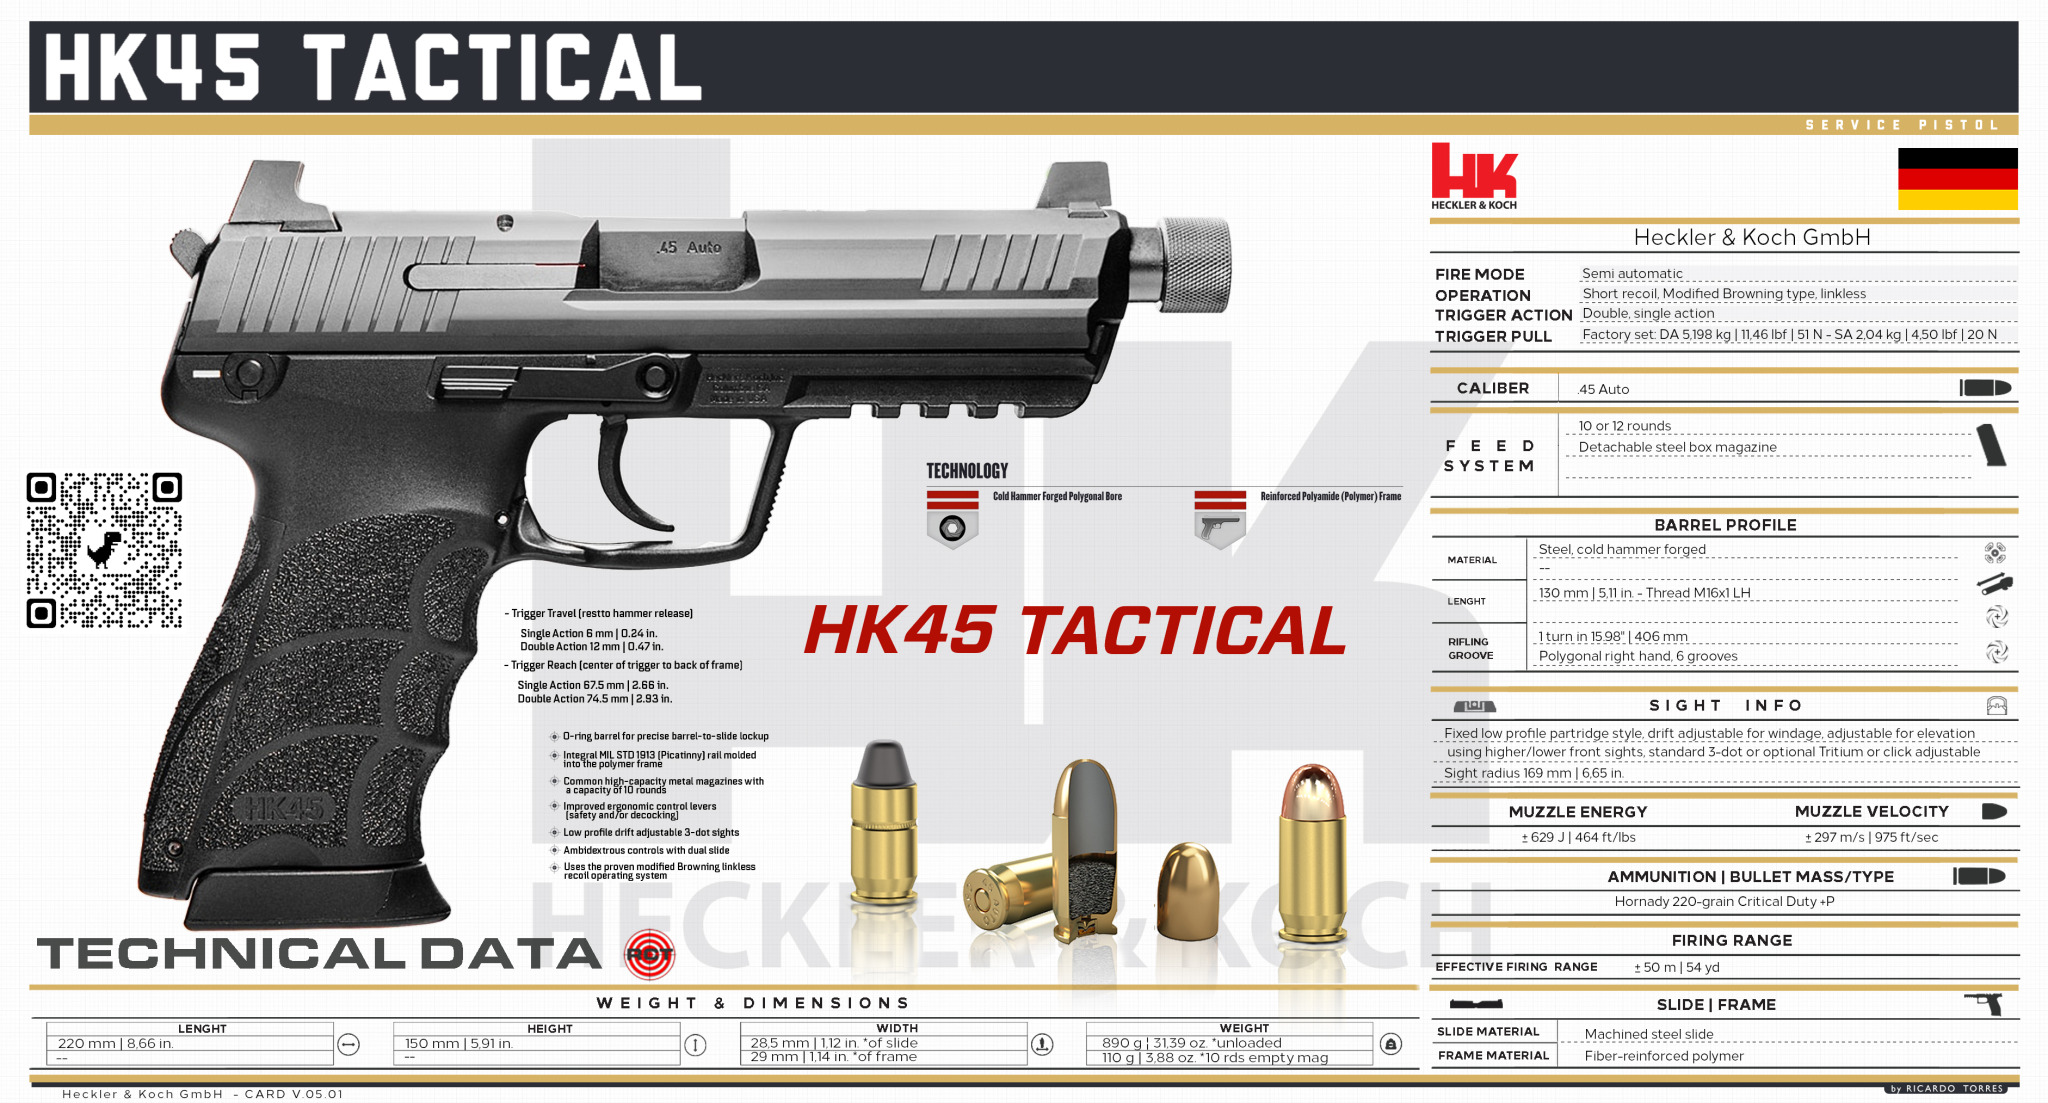 HK45 TACTICAL
SERVICE PISTOL
.45 Auto
HK45
HK
HECKLER & KOCH
Heckler & Koch GmbH
FIRE MODE Semi automatic
OPERATION Short recoil, Modified Browning type, linkless
TRIGGER ACTION Double, single action
TRIGGER PULL Factory set: DA 5,198 kg | 11,46 lbf | 51 N - SA 2,04 kg | 4,50 lbf | 20 N
CALIBER .45 Auto
FEED SYSTEM
10 or 12 rounds
Detachable steel box magazine
BARREL PROFILE
MATERIAL Steel, cold hammer forged
--
LENGHT 130 mm | 5,11 in. - Thread M16x1 LH
RIFLING
GROOVE
1 turn in 15.98" | 406 mm
Polygonal right hand, 6 grooves
SIGHT INFO
Fixed low profile partridge style, drift adjustable for windage, adjustable for elevation
using higher/lower front sights, standard 3-dot or optional Tritium or click adjustable
Sight radius 169 mm | 6,65 in.
MUZZLE ENERGY MUZZLE VELOCITY
± 629 J | 464 ft/lbs ± 297 m/s | 975 ft/sec
AMMUNITION | BULLET MASS/TYPE
Hornady 220-grain Critical Duty +P
FIRING RANGE
EFFECTIVE FIRING RANGE ± 50 m | 54 yd
SLIDE | FRAME
SLIDE MATERIAL Machined steel slide
FRAME MATERIAL Fiber-reinforced polymer
TECHNOLOGY
Cold Hammer Forged Polygonal Bore
Reinforced Polyamide (Polymer) Frame
HK45 TACTICAL
- Trigger Travel (restto hammer release)
Single Action 6 mm | 0.24 in.
Double Action 12 mm | 0.47 in.
- Trigger Reach (center of trigger to back of frame)
Single Action 67.5 mm | 2.66 in.
Double Action 74.5 mm | 2.93 in.
O-ring barrel for precise barrel-to-slide lockup
Integral MIL STD 1913 (Picatinny) rail molded
into the polymer frame
Common high-capacity metal magazines with
a capacity of 10 rounds
Improved ergonomic control levers
(safety and/or decocking)
Low profile drift adjustable 3-dot sights
Ambidextrous controls with dual slide
Uses the proven modified Browning linkless
recoil operating system
HK
HECKLER & KOCH
TECHNICAL DATA
RDT
WEIGHT & DIMENSIONS
LENGHT HEIGHT WIDTH WEIGHT
220 mm | 8,66 in. 150 mm | 5,91 in. 28,5 mm | 1,12 in. *of slide 890 g ¦ 31,39 oz. *unloaded
-- -- 29 mm | 1,14 in. *of frame 110 g | 3,88 oz. *10 rds empty mag
Heckler & Koch GmbH - CARD V.05.01
by RICARDO TORRES